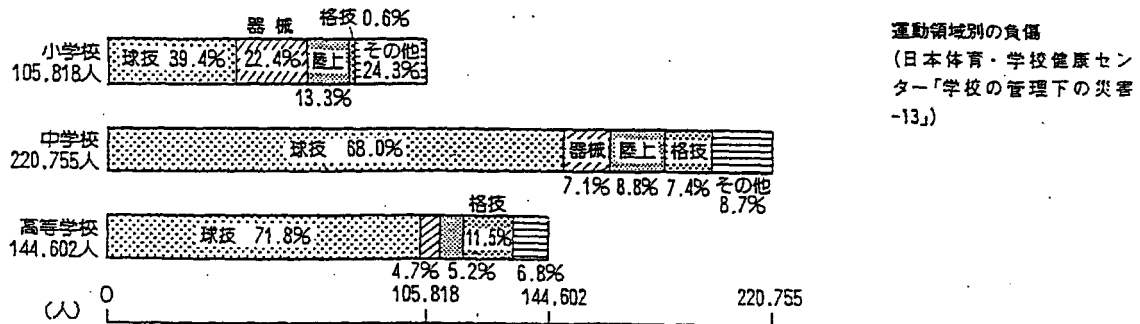 器械 格技 0.6%
小学校 球技 39.4% 22.4% 陸上 その他
105.818人 24.3%
13.3%
中学校 球技 68.0% 器械 陸上 格技
220.755人
7.1% 8.8% 7.4% その他
8.7%
格技
高等学校 球技 71.8% 11.5%
144.602人
4.7% 5.2% 6.8%
(人) 0 105.818 144.602 220.755
運動領域別の負傷
(日本体育・学校健康セン
ター「学校の管理下の災害
-13」)